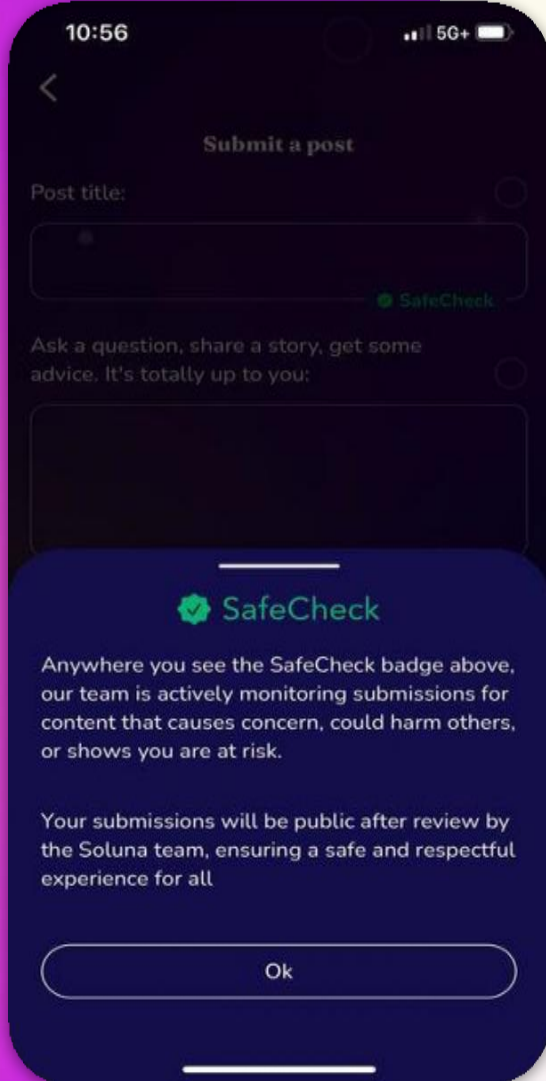 10:56
5G+
Submit a post
Post title:
SafeCheck
Ask a question, share a story, get some
advice. It's totally up to you:
SafeCheck
Anywhere you see the SafeCheck badge above,
our team is actively monitoring submissions for
content that causes concern, could harm others,
or shows you are at risk.
Your submissions will be public after review by
the Soluna team, ensuring a safe and respectful
experience for all
Ok